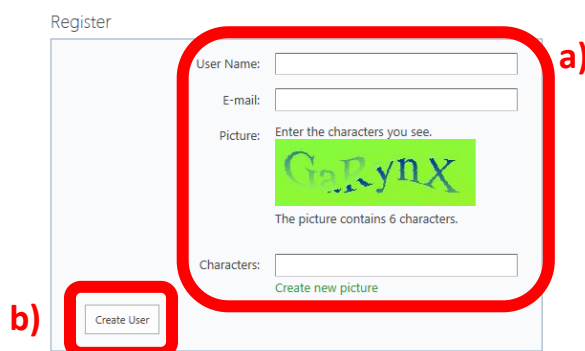 Register
a)
User Name:
E-mail:
Picture: Enter the characters you see.
GaRynX
The picture contains 6 characters.
Characters:
Create new picture
b) Create User